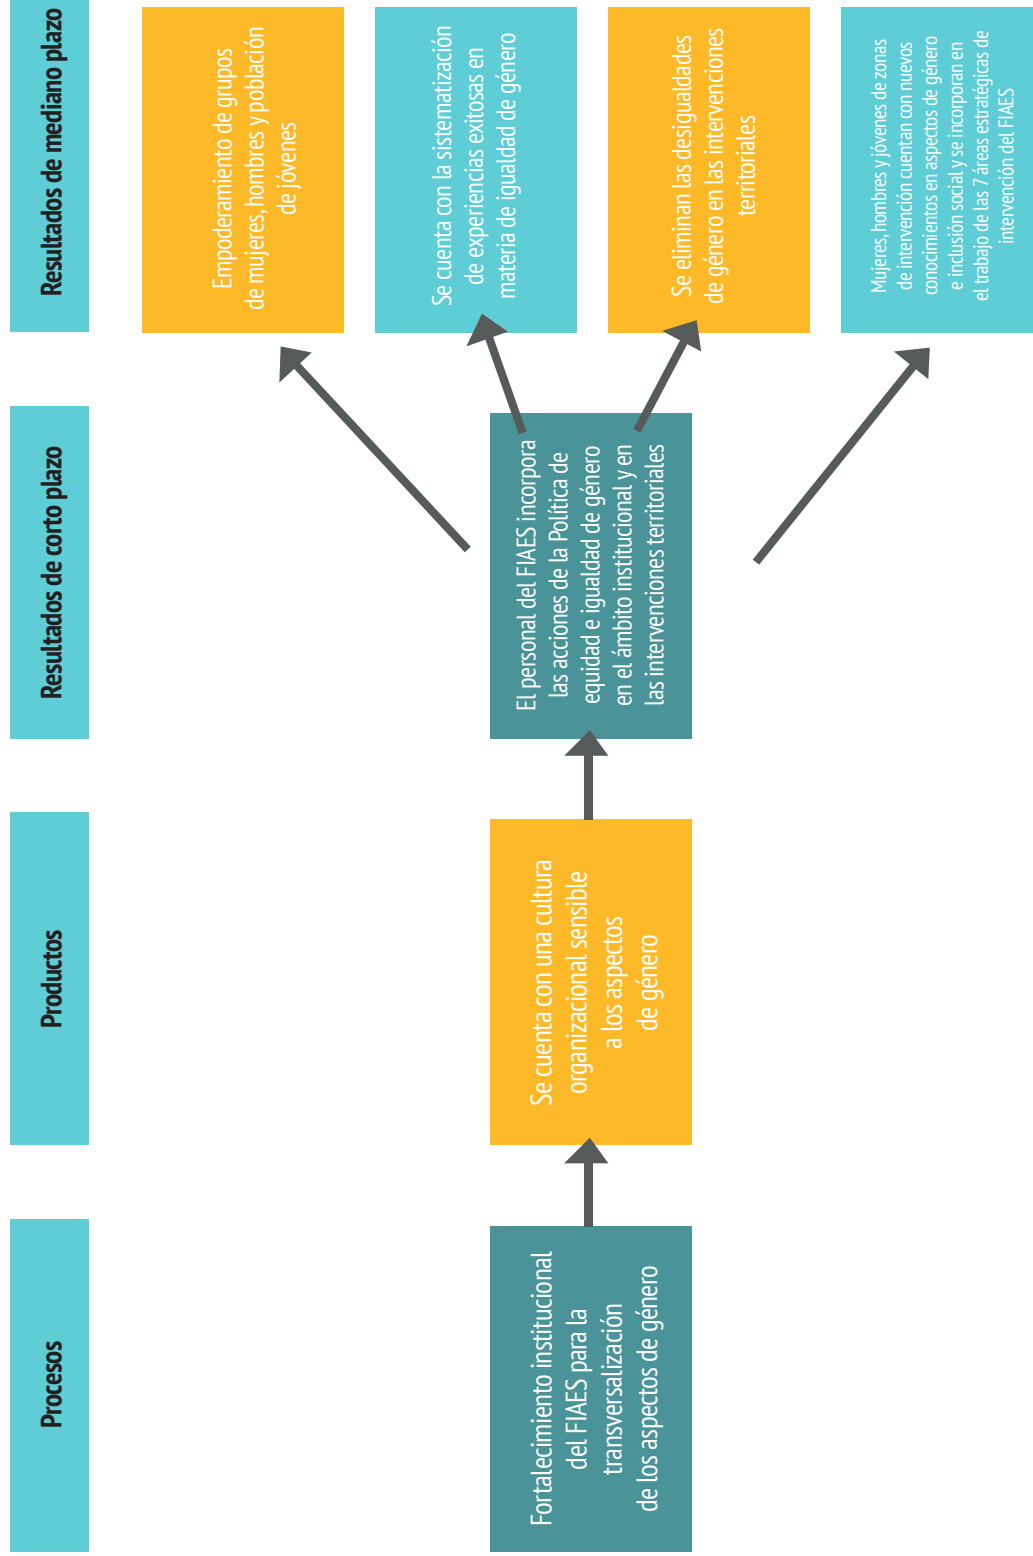 Procesos
Productos
Resultados de corto plazo
Resultados de mediano plazo
Fortalecimiento institucional
del FIAES para la
transversalización
de los aspectos de género
Se cuenta con una cultura
organizacional sensible
a los aspectos
de género
El personal del FIAES incorpora
las acciones de la Política de
equidad e igualdad de género
en el ámbito institucional y en
las intervenciones territoriales
Empoderamiento de grupos
de mujeres, hombres y población
de jóvenes
Se cuenta con la sistematización
de experiencias exitosas en
materia de igualdad de género
Se eliminan las desigualdades
de género en las intervenciones
territoriales
Mujeres, hombres y jóvenes de zonas
de intervención cuentan con nuevos
conocimientos en aspectos de género
e inclusión social y se incorporan en
el trabajo de las 7 áreas estratégicas de
intervención del FIAES